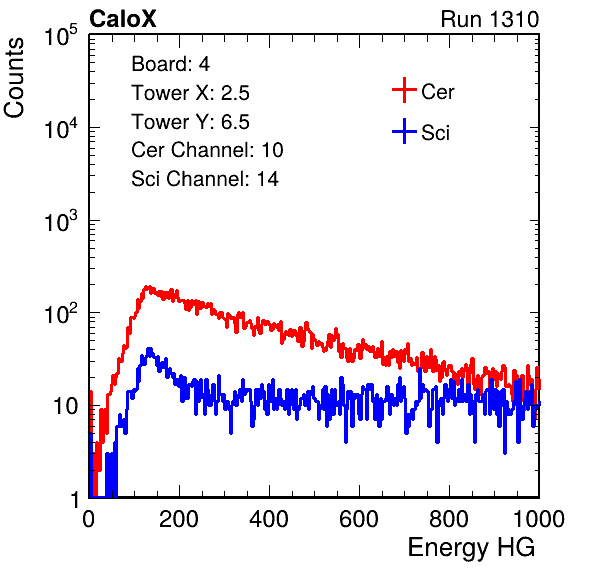 CaloX Run 1310
Counts
10^5
10^4
10^3
10^2
10
1
Board: 4
Tower X: 2.5
Tower Y: 6.5
Cer Channel: 10
Sci Channel: 14
Cer
Sci
0 200 400 600 800 1000
Energy HG